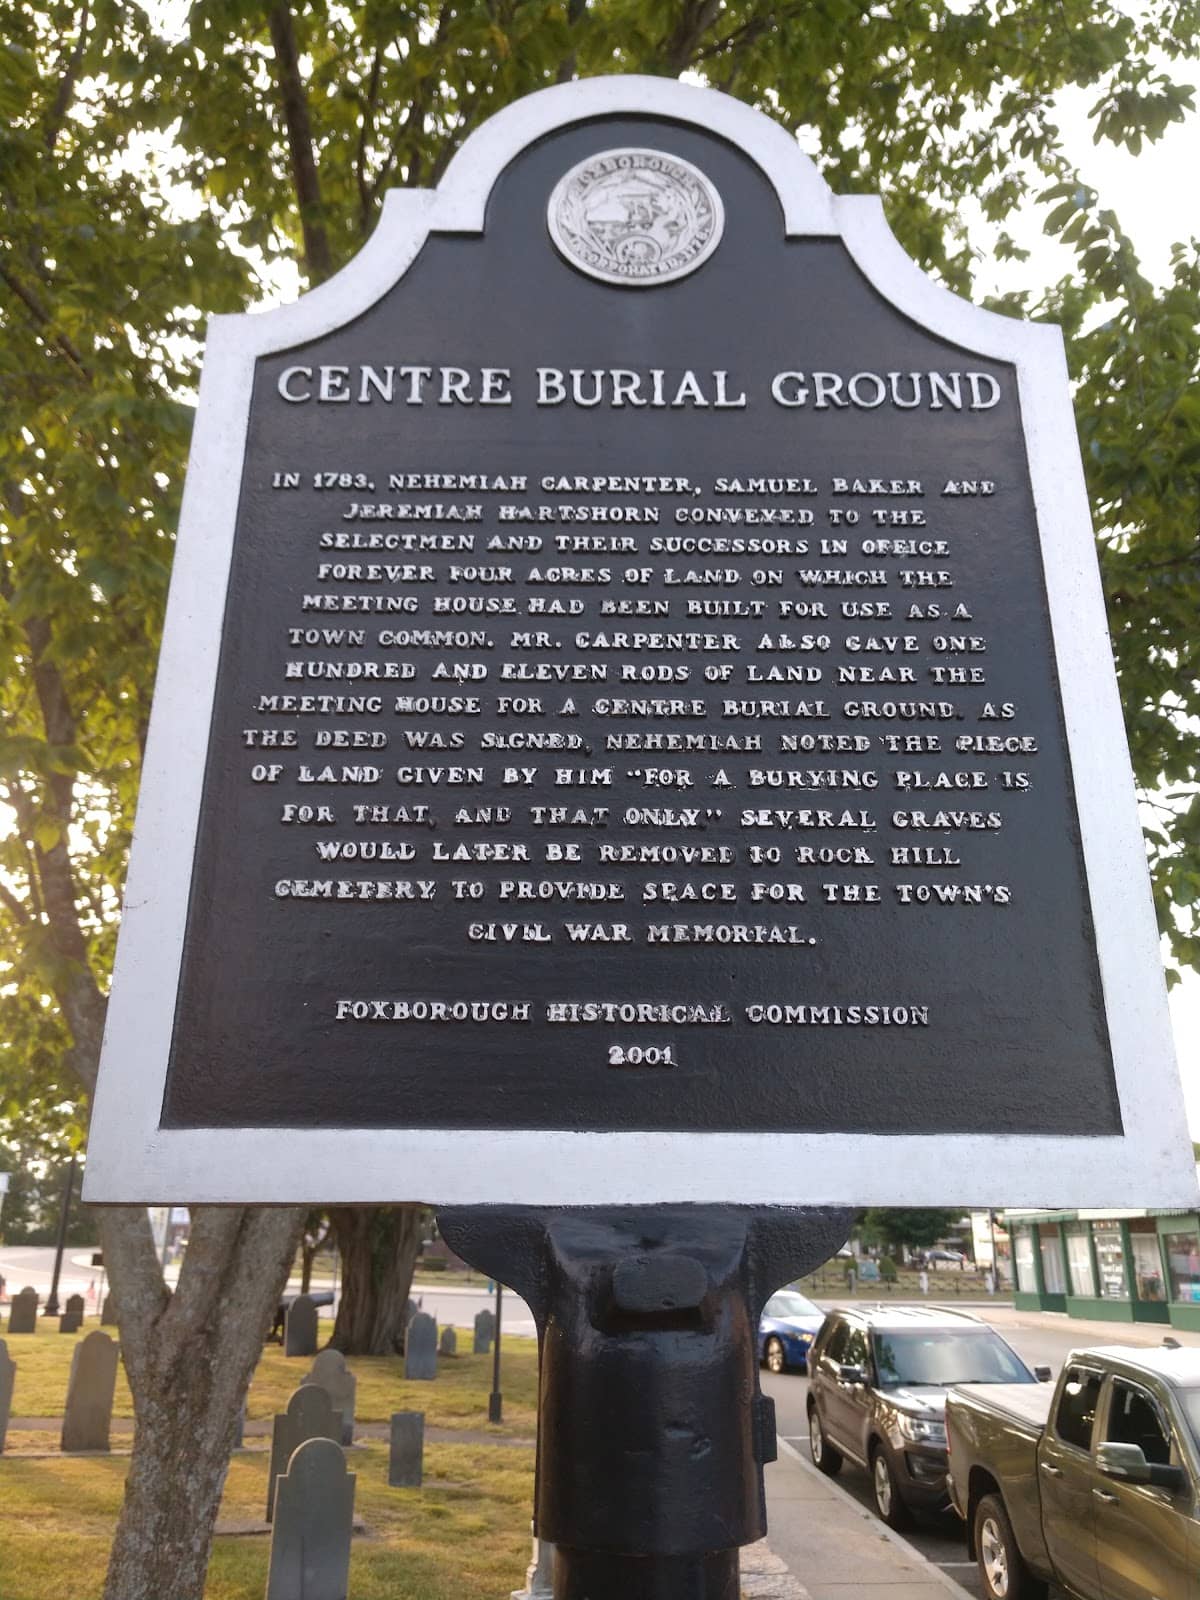 FOXBOROUGH
INCORPORATED, 1778.
CENTRE BURIAL GROUND
IN 1783, NEHEMIAH CARPENTER, SAMUEL BAKER AND
JEREMIAH HARTSHORN CONVEYED TO THE
SELECTMEN AND THEIR SUCCESSORS IN OFFICE
FOREVER FOUR ACRES OF LAND ON WHICH THE
MEETING HOUSE HAD BEEN BUILT FOR USE AS A
TOWN COMMON. MR. CARPENTER ALSO GAVE ONE
HUNDRED AND ELEVEN RODS OF LAND NEAR THE
MEETING HOUSE FOR A CENTRE BURIAL GROUND. AS
THE DEED WAS SIGNED, NEHEMIAH NOTED THE PIECE
OF LAND GIVEN BY HIM "FOR A BURYING PLACE IS
FOR THAT, AND THAT ONLY." SEVERAL GRAVES
WOULD LATER BE REMOVED TO ROCK HILL
CEMETERY TO PROVIDE SPACE FOR THE TOWN'S
CIVIL WAR MEMORIAL.
FOXBOROUGH HISTORICAL COMMISSION
2001